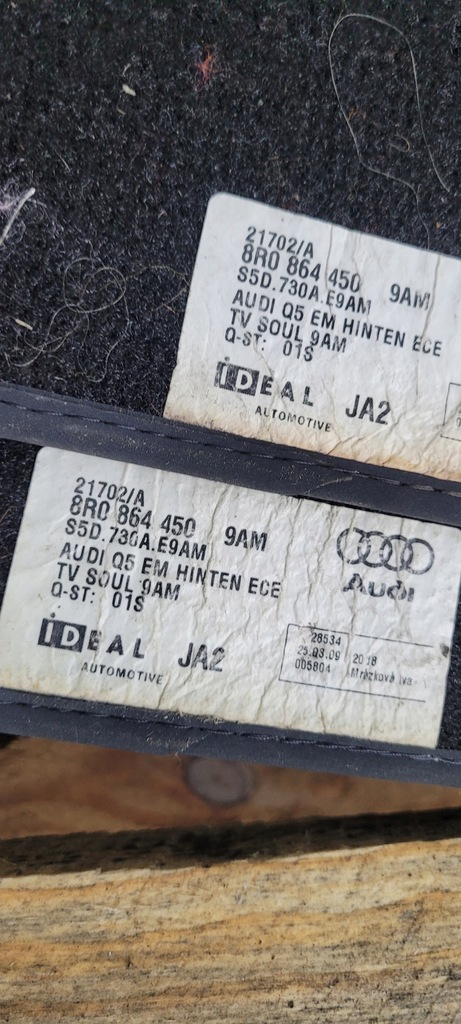 21702/A
8R0 864 450 9AM
S5D.730A.E9AM
AUDI Q5 EM HINTEN ECE
TV SOUL 9AM
Q-ST: 01S
IDEAL JA2
AUTOMOTIVE
21702/A
8R0 864 450 9AM
S5D.730A.E9AM
AUDI Q5 EM HINTEN ECE
TV SOUL 9AM
Q-ST: 01S
Audi
IDEAL JA2
AUTOMOTIVE
28534
25.03.09 2018
005804 Mrázková Iva